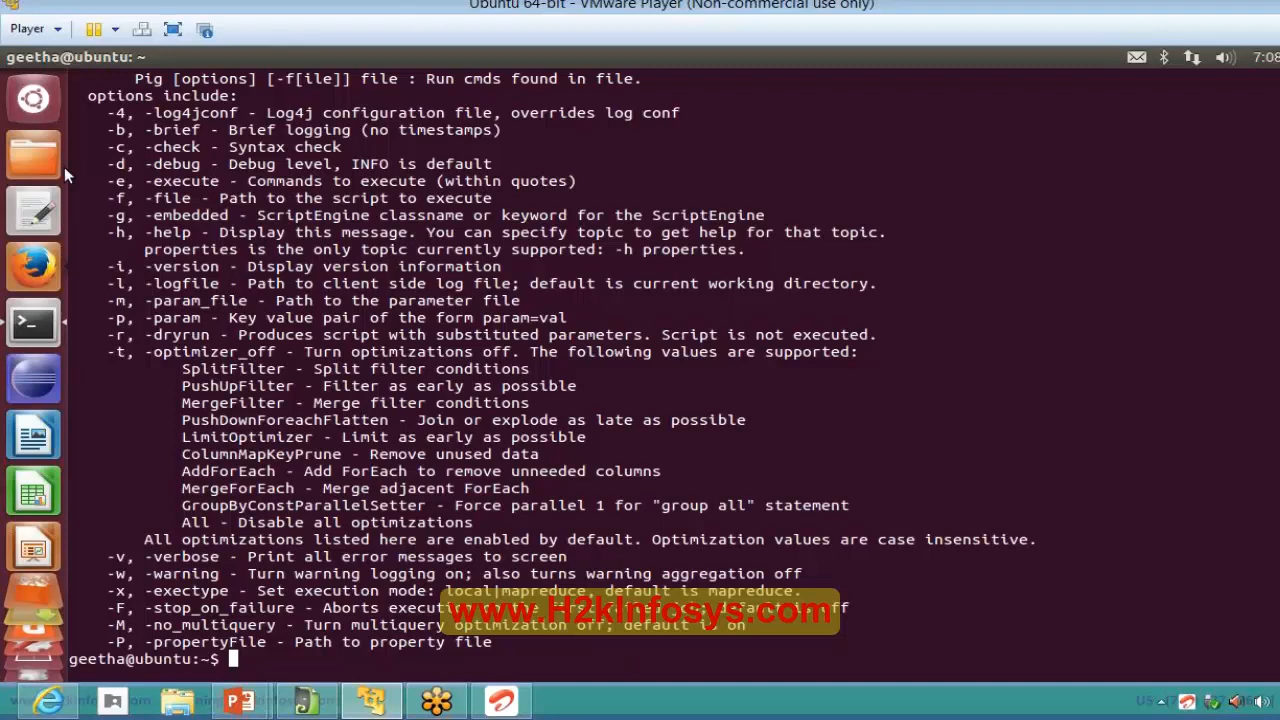 Ubuntu 64-bit - VMware Player (Non-commercial use only)
Player
geetha@ubuntu: ~
7:08
Pig [options] [-f[ile]] file : Run cmds found in file.
options include:
-4, -log4jconf - Log4j configuration file, overrides log conf
-b, -brief - Brief logging (no timestamps)
-c, -check - Syntax check
-d, -debug - Debug level, INFO is default
-e, -execute - Commands to execute (within quotes)
-f, -file - Path to the script to execute
-g, -embedded - ScriptEngine classname or keyword for the ScriptEngine
-h, -help - Display this message. You can specify topic to get help for that topic.
properties is the only topic currently supported: -h properties.
-i, -version - Display version information
-l, -logfile - Path to client side log file; default is current working directory.
-m, -param_file - Path to the parameter file
-p, -param - Key value pair of the form param=val
-r, -dryrun - Produces script with substituted parameters. Script is not executed.
-t, -optimizer_off - Turn optimizations off. The following values are supported:
SplitFilter - Split filter conditions
PushUpFilter - Filter as early as possible
MergeFilter - Merge filter conditions
PushDownForeachFlatten - Join or explode as late as possible
LimitOptimizer - Limit as early as possible
ColumnMapKeyPrune - Remove unused data
AddForEach - Add ForEach to remove unneeded columns
MergeForEach - Merge adjacent ForEach
GroupByConstParallelSetter - Force parallel 1 for "group all" statement
All - Disable all optimizations
All optimizations listed here are enabled by default. Optimization values are case insensitive.
-v, -verbose - Print all error messages to screen
-w, -warning - Turn warning logging on; also turns warning aggregation off
-x, -exectype - Set execution mode: local|mapreduce, default is mapreduce.
-F, -stop_on_failure - Aborts
www.H2kInfosys.com
-M, -no_multiquery - Turn multiquery optimization off; default is on
-P, -propertyFile - Path to property file
geetha@ubuntu:~$